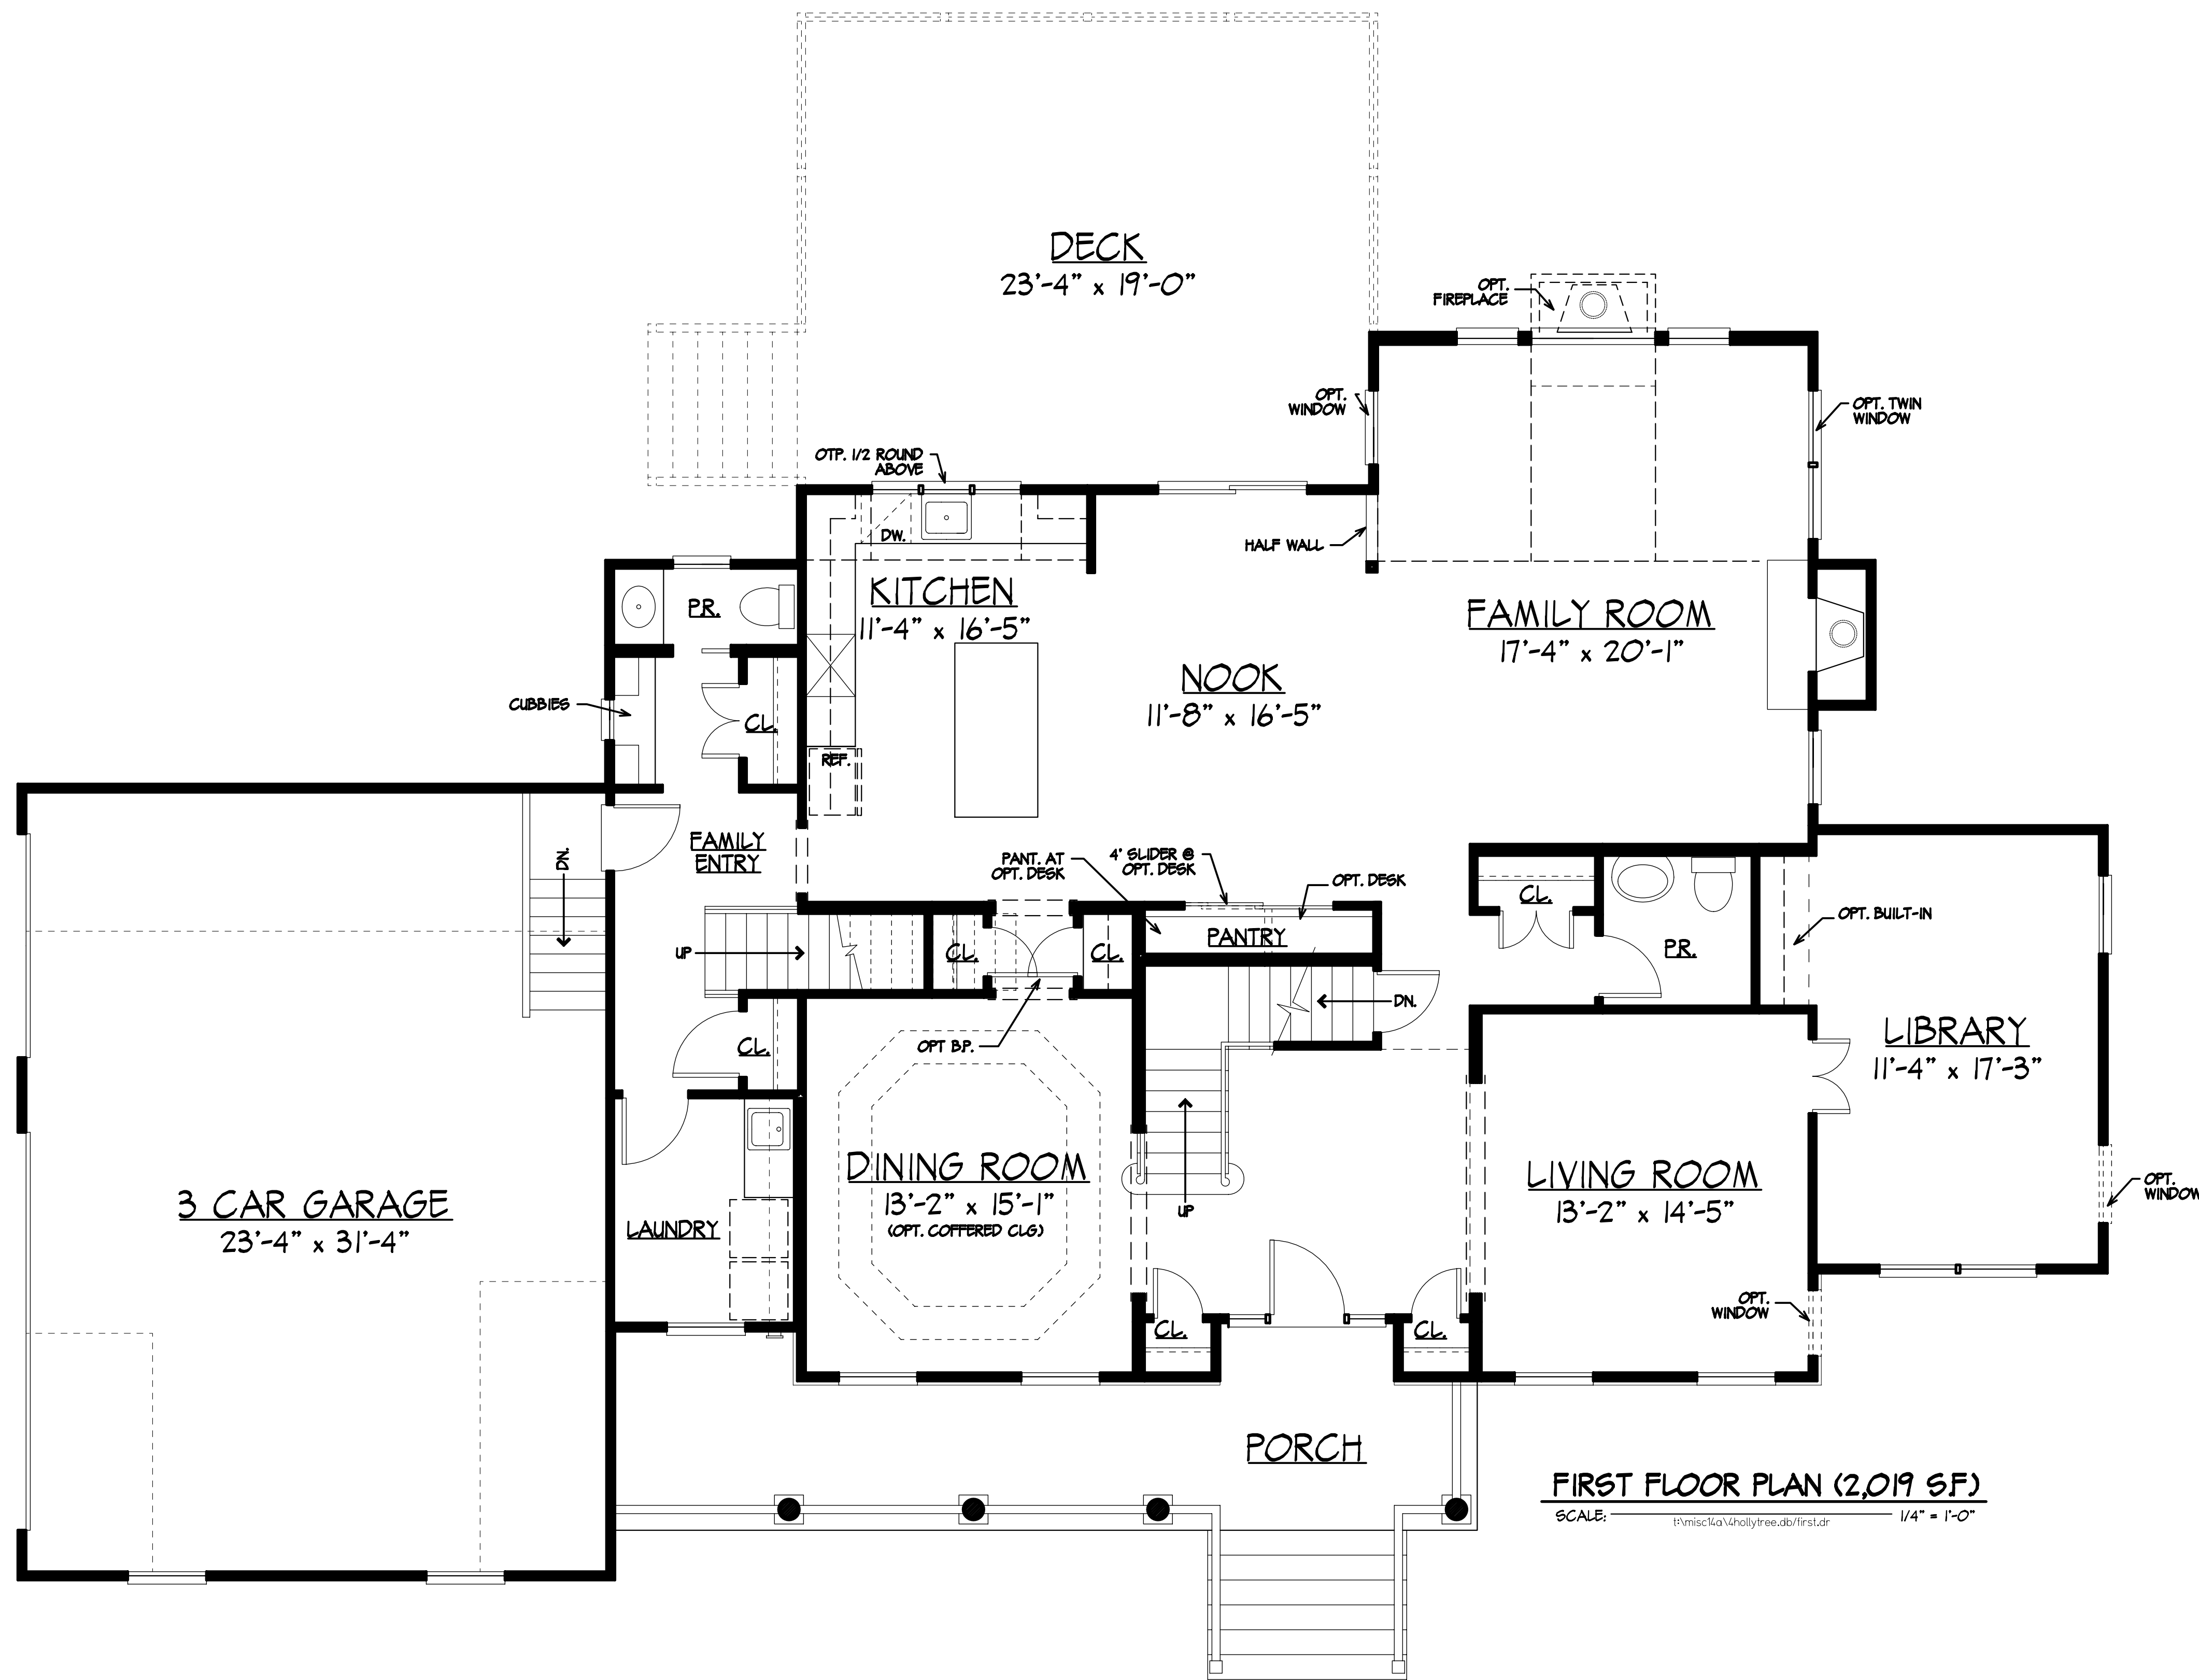 DECK
23'-4" x 19'-0"
OPT.
FIREPLACE
OPT.
WINDOW
OPT. TWIN
WINDOW
OTP. 1/2 ROUND
ABOVE
DW.
HALF WALL
KITCHEN
11'-4" x 16'-5"
P.R.
FAMILY ROOM
17'-4" x 20'-1"
NOOK
11'-8" x 16'-5"
CUBBIES
CL.
REF.
FAMILY
ENTRY
DN.
PANT. AT
OPT. DESK
4' SLIDER @
OPT. DESK
OPT. DESK
CL.
OPT. BUILT-IN
UP
CL.
CL.
PANTRY
P.R.
DN.
CL.
OPT B.P.
LIBRARY
11'-4" x 17'-3"
DINING ROOM
13'-2" x 15'-1"
(OPT. COFFERED CLG)
LIVING ROOM
13'-2" x 14'-5"
OPT.
WINDOW
3 CAR GARAGE
23'-4" x 31'-4"
LAUNDRY
UP
OPT.
WINDOW
CL.
CL.
PORCH
FIRST FLOOR PLAN (2,019 S.F.)
SCALE: 1/4" = 1'-0"
t:\misc14a\4hollytree.db/first.dr